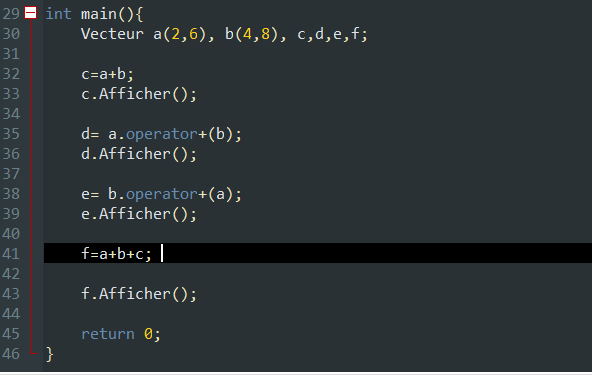 29 int main(){
30 Vecteur a(2,6), b(4,8), c,d,e,f;
31
32 c=a+b;
33 c.Afficher();
34
35 d= a.operator+(b);
36 d.Afficher();
37
38 e= b.operator+(a);
39 e.Afficher();
40
41 f=a+b+c;
42
43 f.Afficher();
44
45 return 0;
46 }